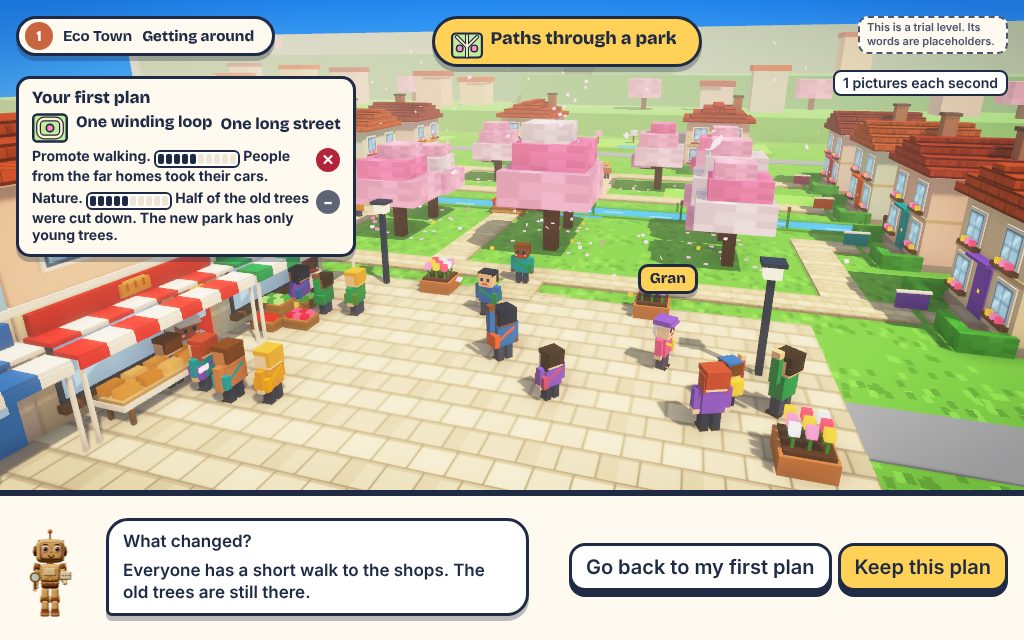 1 Eco Town Getting around
Paths through a park
This is a trial level. Its
words are placeholders.
1 pictures each second
Your first plan
One winding loop One long street
Promote walking. People
from the far homes took their cars.
Nature. Half of the old trees
were cut down. The new park has only
young trees.
Gran
What changed?
Everyone has a short walk to the shops. The
old trees are still there.
Go back to my first plan
Keep this plan